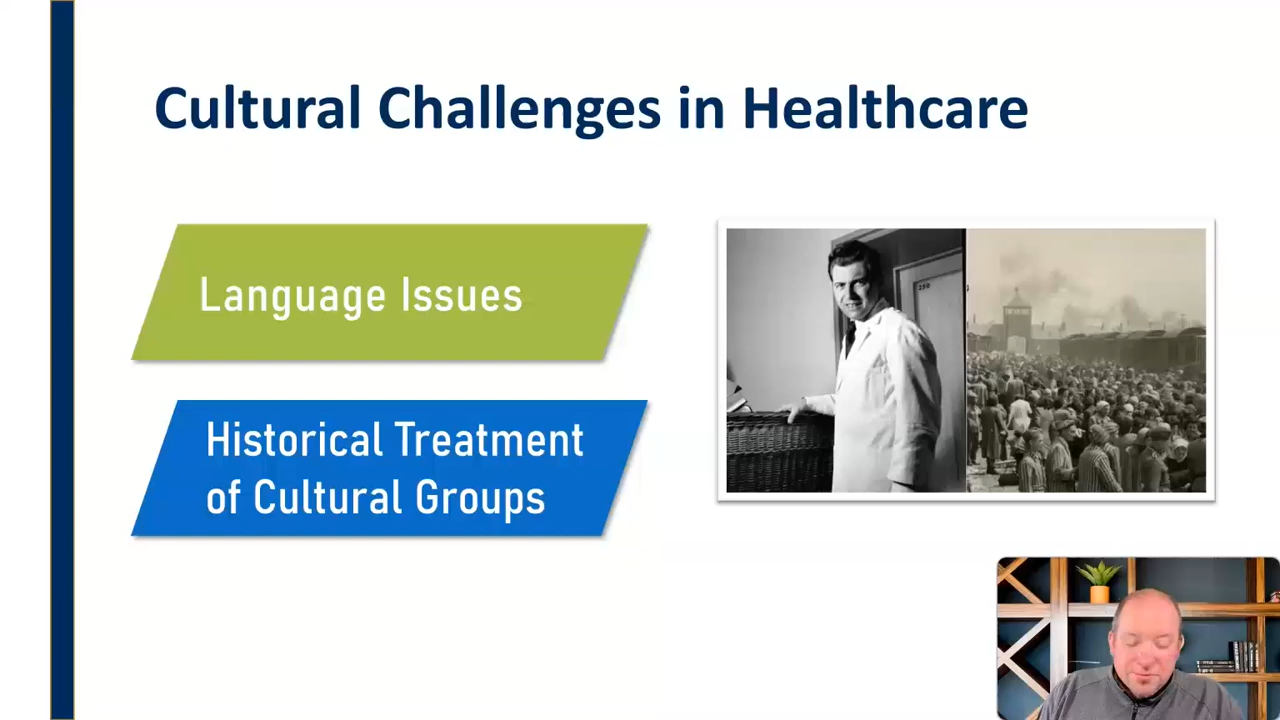 Cultural Challenges in Healthcare
Language Issues
Historical Treatment
of Cultural Groups